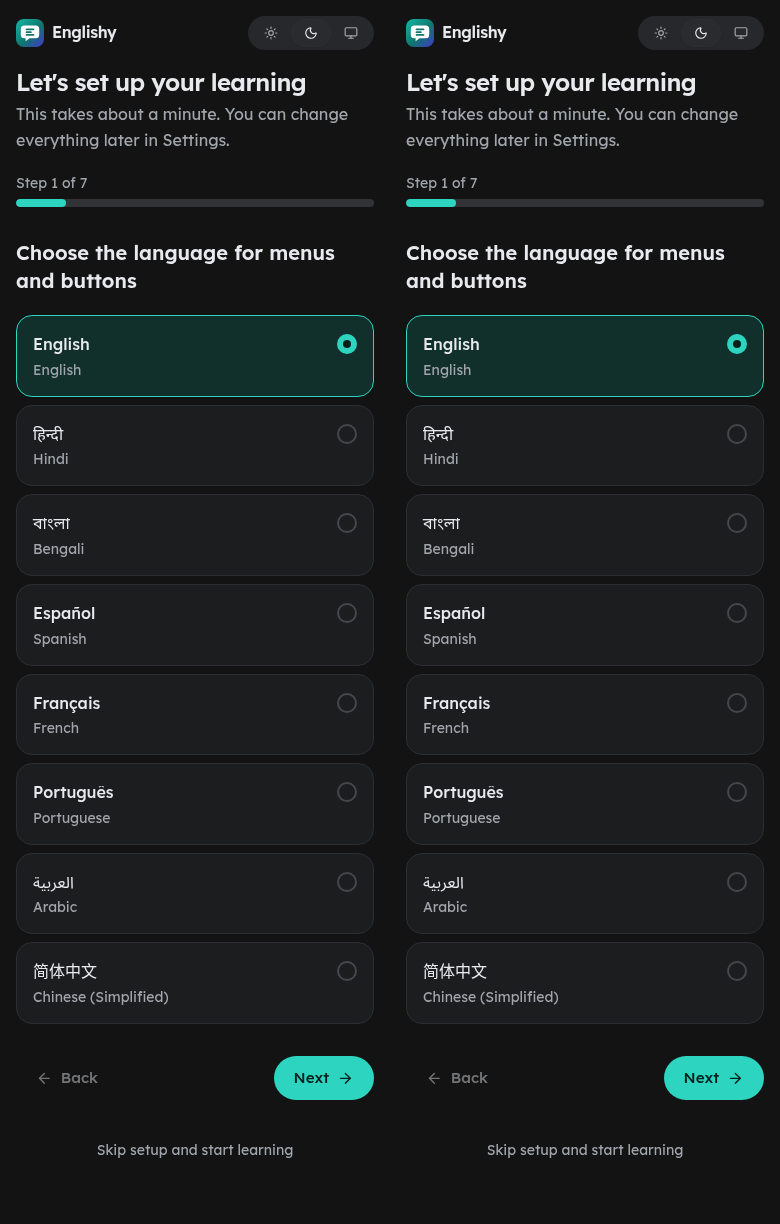 Englishy
Let's set up your learning
This takes about a minute. You can change
everything later in Settings.
Step 1 of 7
Choose the language for menus
and buttons
English
English
हिन्दी
Hindi
বাংলা
Bengali
Español
Spanish
Français
French
Português
Portuguese
العربية
Arabic
简体中文
Chinese (Simplified)
Back
Next
Skip setup and start learning
Englishy
Let's set up your learning
This takes about a minute. You can change
everything later in Settings.
Step 1 of 7
Choose the language for menus
and buttons
English
English
हिन्दी
Hindi
বাংলা
Bengali
Español
Spanish
Français
French
Português
Portuguese
العربية
Arabic
简体中文
Chinese (Simplified)
Back
Next
Skip setup and start learning